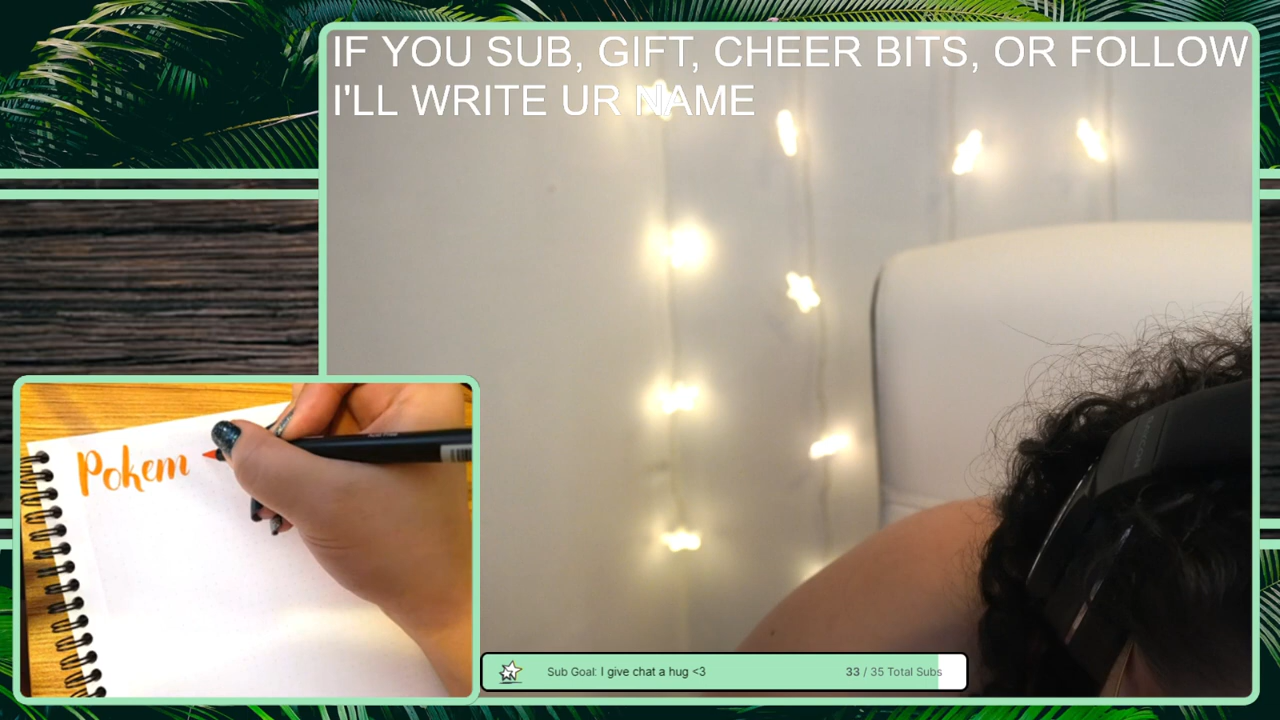 IF YOU SUB, GIFT, CHEER BITS, OR FOLLOW
I'LL WRITE UR NAME
Pokem
Sub Goal: I give chat a hug <3
33 / 35 Total Subs